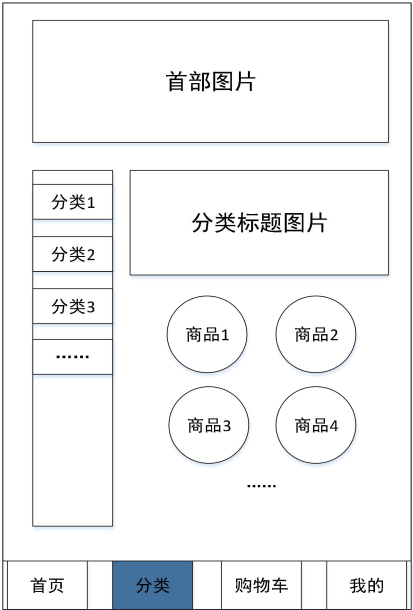 首部图片
分类1
分类2
分类3
……
分类标题图片
商品1 商品2
商品3 商品4
……
首页 分类 购物车 我的